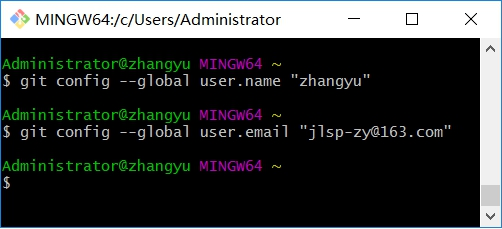 MINGW64:/c/Users/Administrator
Administrator@zhangyu MINGW64 ~
$ git config --global user.name "zhangyu"
Administrator@zhangyu MINGW64 ~
$ git config --global user.email "jlsp-zy@163.com"
Administrator@zhangyu MINGW64 ~
$